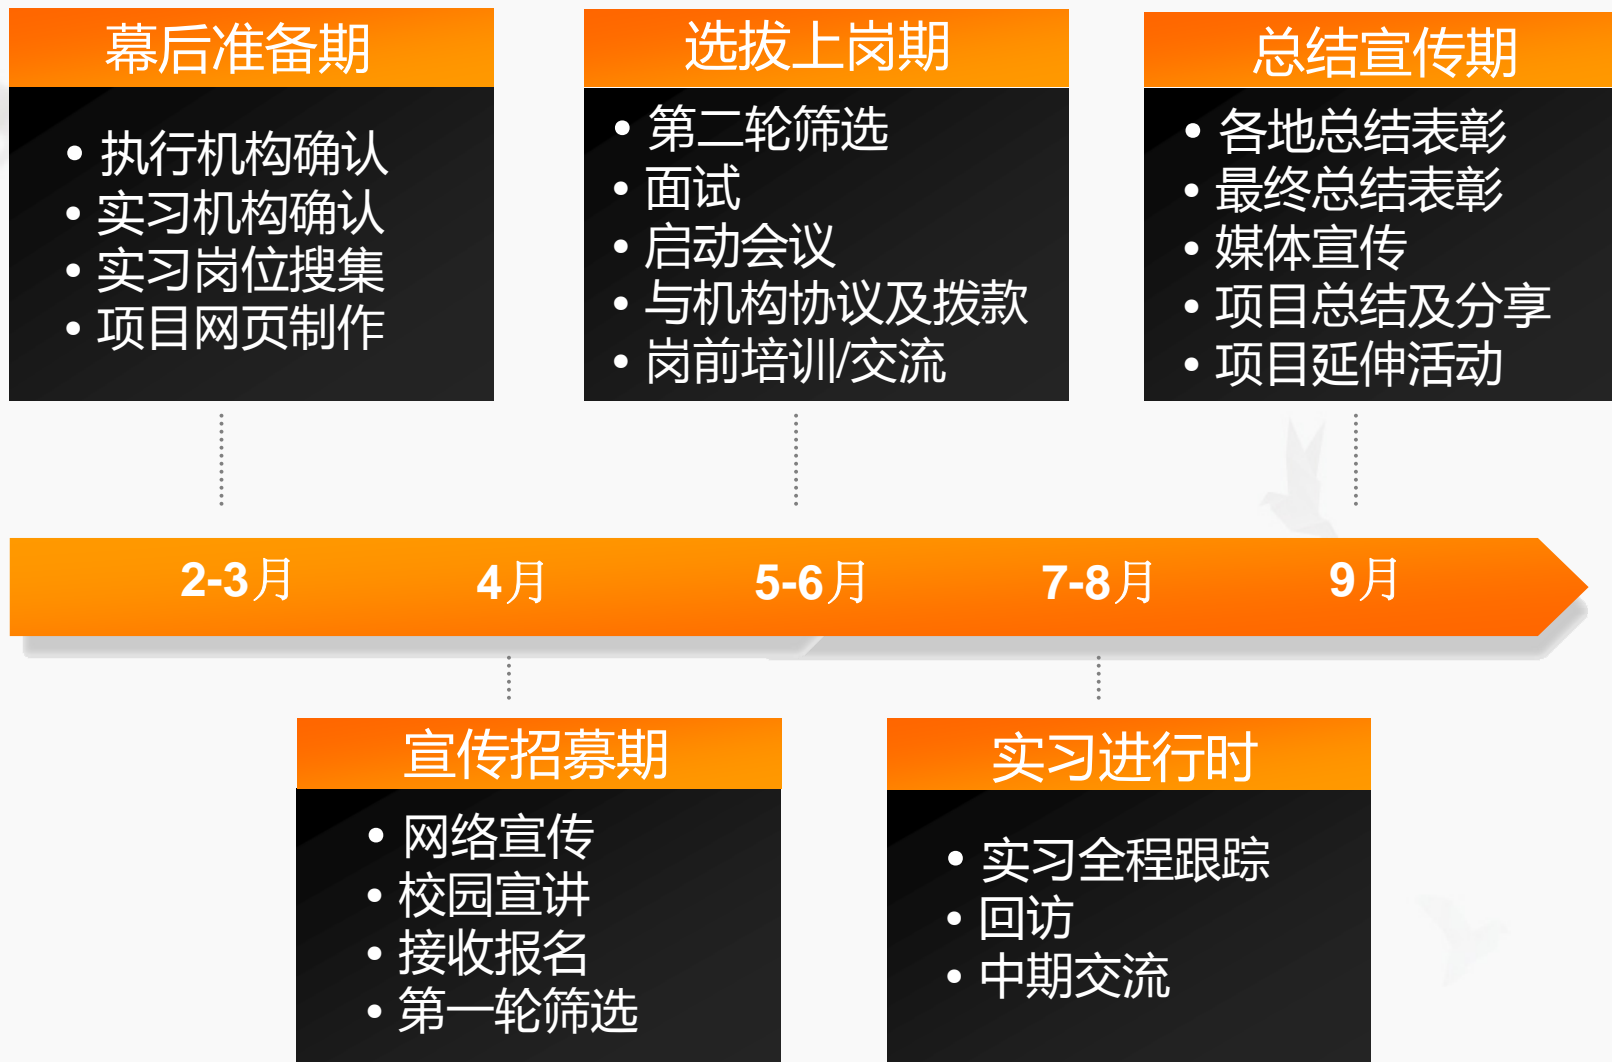 幕后准备期
• 执行机构确认
• 实习机构确认
• 实习岗位搜集
• 项目网页制作
选拔上岗期
• 第二轮筛选
• 面试
• 启动会议
• 与机构协议及拨款
• 岗前培训/交流
总结宣传期
• 各地总结表彰
• 最终总结表彰
• 媒体宣传
• 项目总结及分享
• 项目延伸活动
2-3月
4月
5-6月
7-8月
9月
宣传招募期
• 网络宣传
• 校园宣讲
• 接收报名
• 第一轮筛选
实习进行时
• 实习全程跟踪
• 回访
• 中期交流